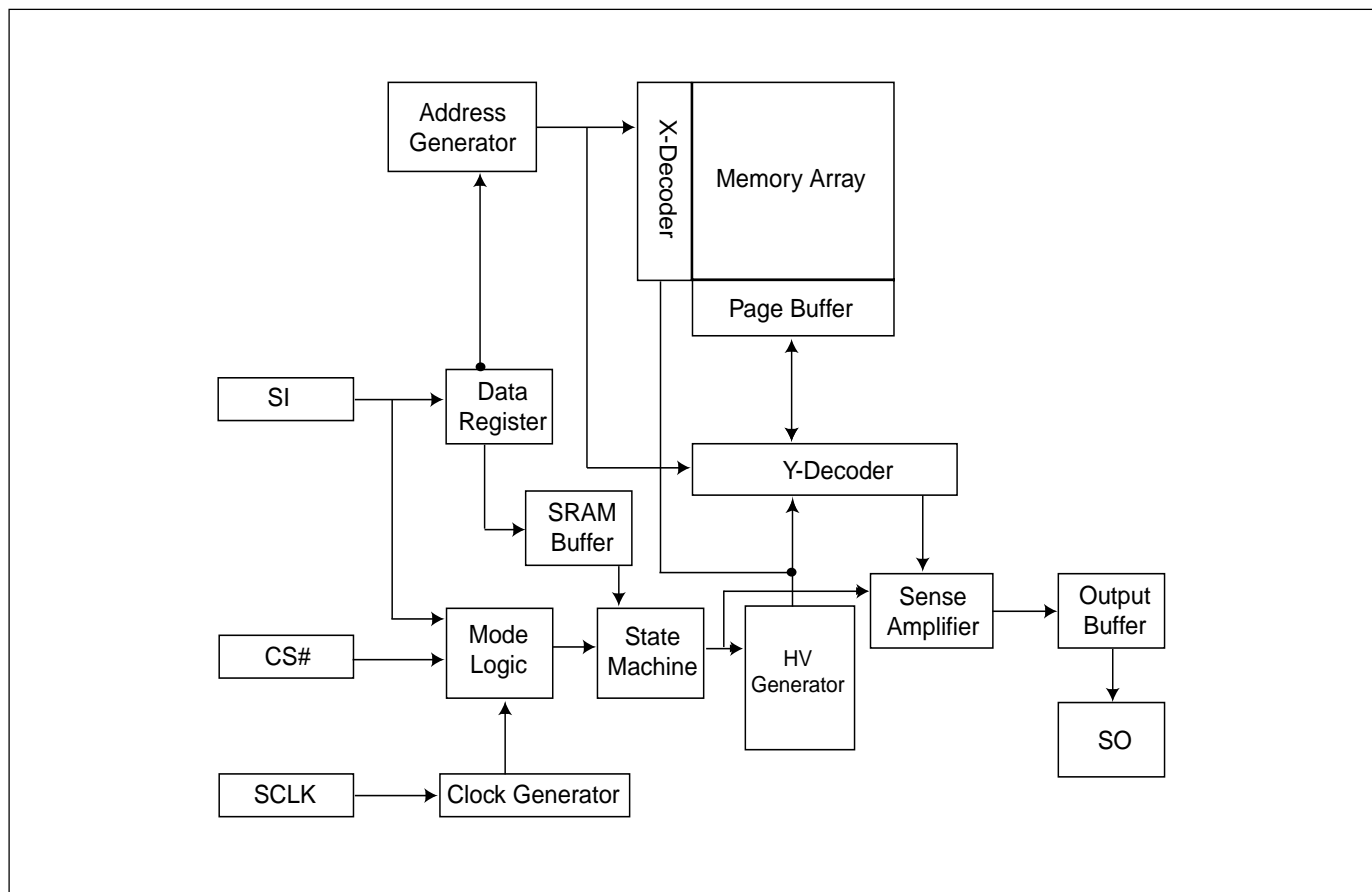 Address
Generator
X-Decoder
Memory Array
Page Buffer
SI
Data
Register
Y-Decoder
SRAM
Buffer
Sense
Amplifier
Output
Buffer
CS#
Mode
Logic
State
Machine
HV
Generator
SO
SCLK
Clock Generator